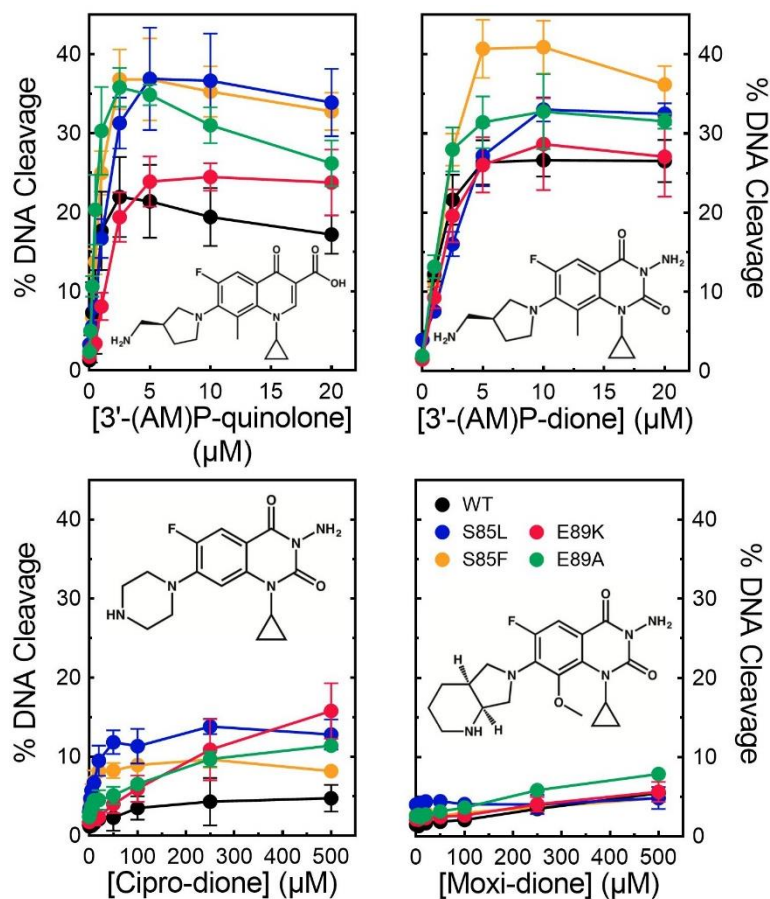 % DNA Cleavage
40
30
20
10
0
F
O
O
OH
N
N
H₂N
0 5 10 15 20
[3'-(AM)P-quinolone]
(µM)
% DNA Cleavage
40
30
20
10
0
F
O
N
NH₂
N
N
O
H₂N
0 5 10 15 20
[3'-(AM)P-dione] (µM)
% DNA Cleavage
40
30
20
10
0
F
O
N
NH₂
N
N
O
HN
0 100 200 300 400 500
[Cipro-dione] (µM)
% DNA Cleavage
40
30
20
10
0
WT
S85L
E89K
S85F
E89A
F
O
N
NH₂
H
N
N
O
O
NH
H
0 100 200 300 400 500
[Moxi-dione] (µM)